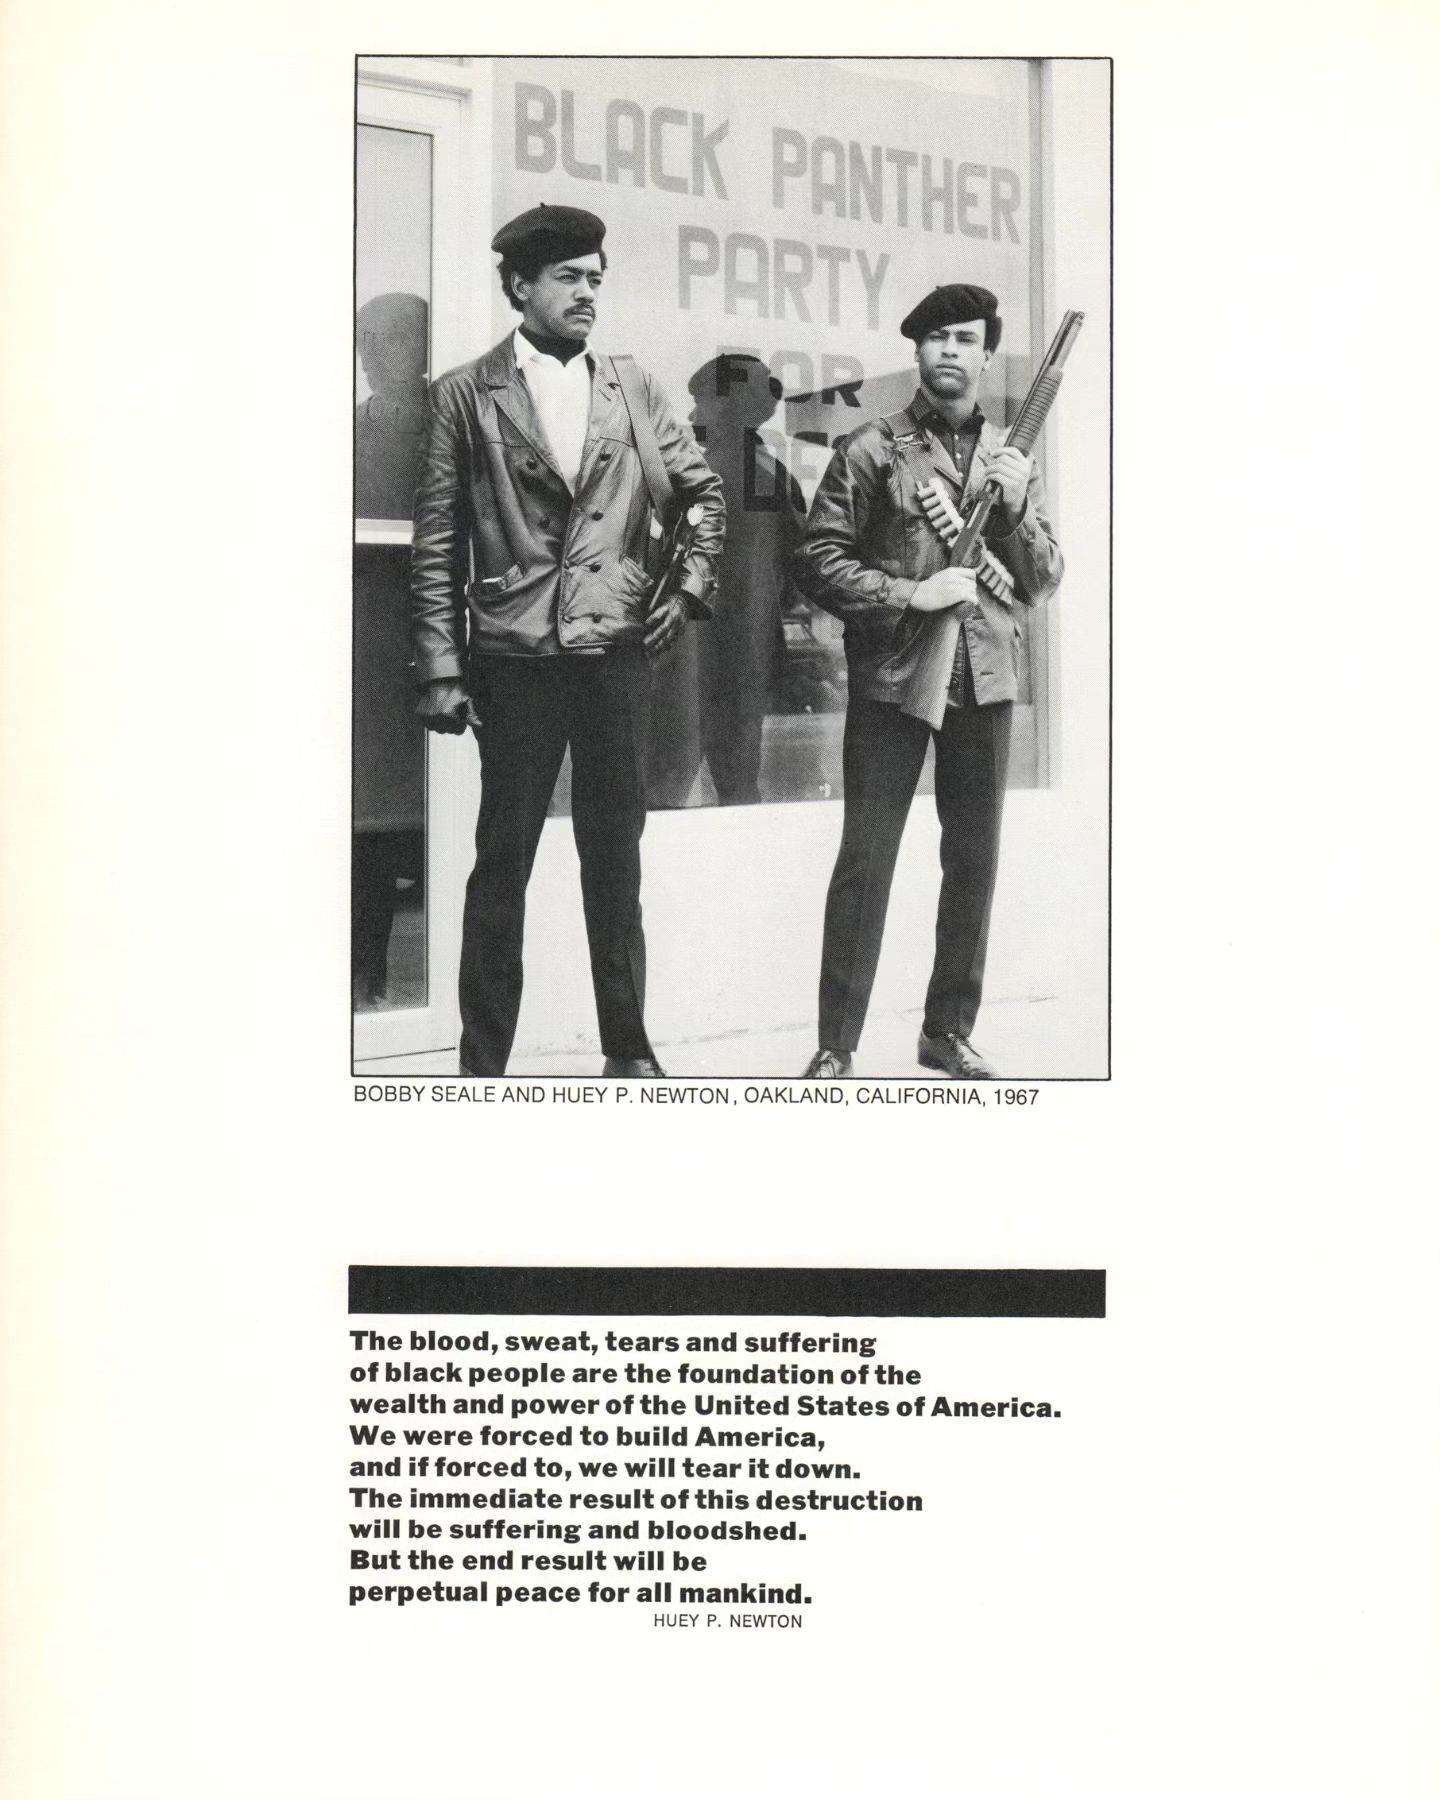 BLACK PANTHER
PARTY
FOR
BOBBY SEALE AND HUEY P. NEWTON, OAKLAND, CALIFORNIA, 1967
The blood, sweat, tears and suffering
of black people are the foundation of the
wealth and power of the United States of America.
We were forced to build America,
and if forced to, we will tear it down.
The immediate result of this destruction
will be suffering and bloodshed.
But the end result will be
perpetual peace for all mankind.
HUEY P. NEWTON